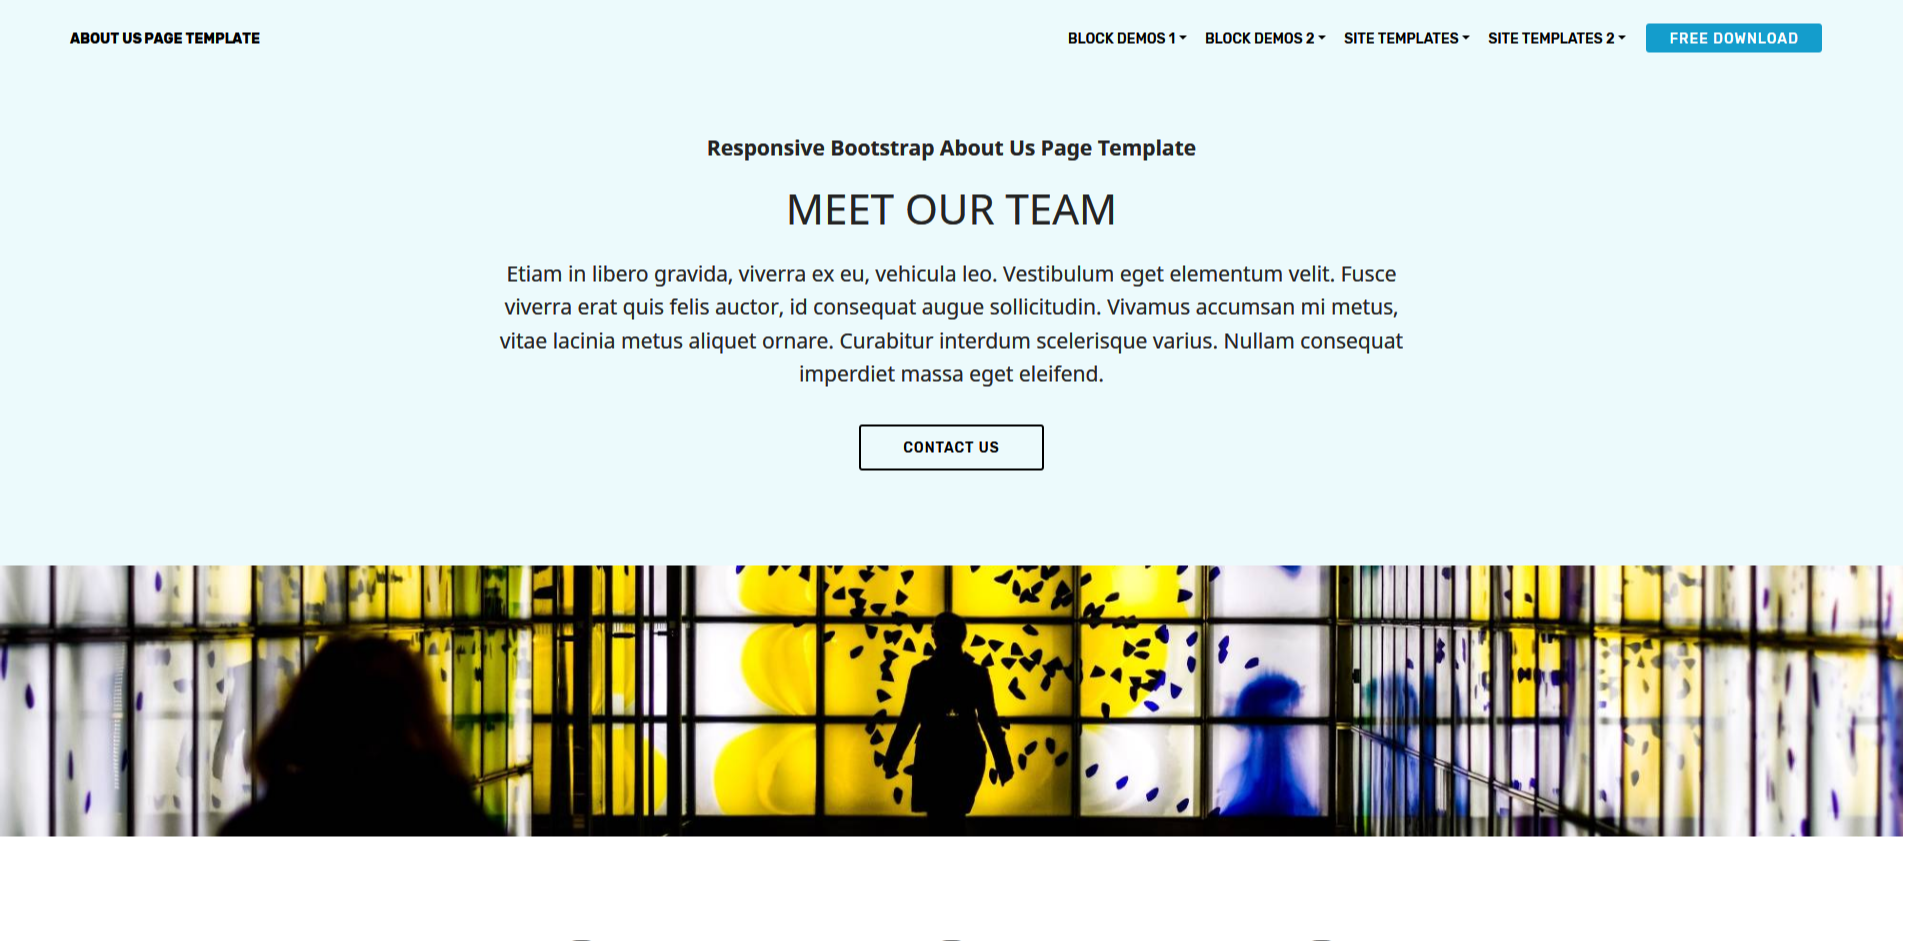 ABOUT US PAGE TEMPLATE
BLOCK DEMOS 1
BLOCK DEMOS 2
SITE TEMPLATES
SITE TEMPLATES 2
FREE DOWNLOAD
Responsive Bootstrap About Us Page Template
MEET OUR TEAM
Etiam in libero gravida, viverra ex eu, vehicula leo. Vestibulum eget elementum velit. Fusce
viverra erat quis felis auctor, id consequat augue sollicitudin. Vivamus accumsan mi metus,
vitae lacinia metus aliquet ornare. Curabitur interdum scelerisque varius. Nullam consequat
imperdiet massa eget eleifend.
CONTACT US